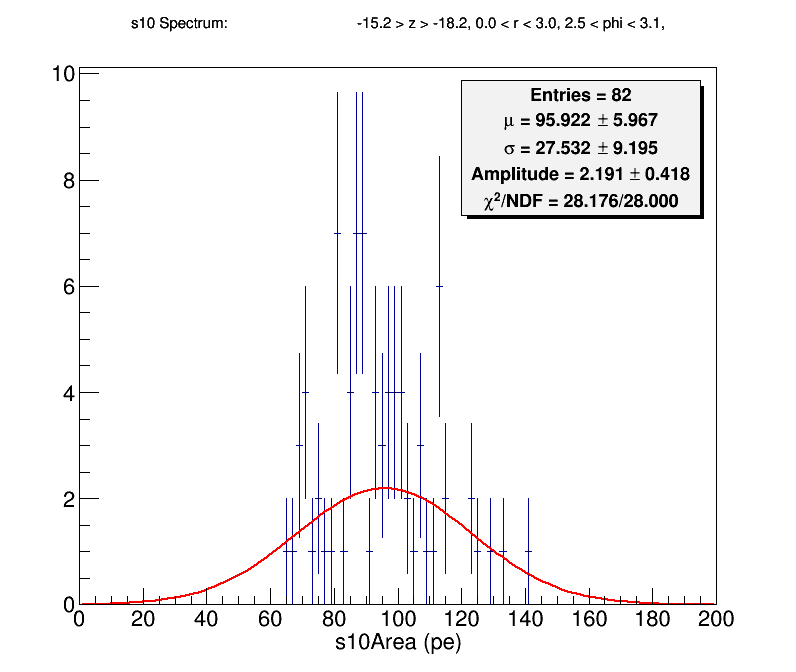 s10 Spectrum: -15.2 > z > -18.2, 0.0 < r < 3.0, 2.5 < phi < 3.1,
Entries = 82
μ = 95.922 ± 5.967
σ = 27.532 ± 9.195
Amplitude = 2.191 ± 0.418
χ²/NDF = 28.176/28.000
10
8
6
4
2
0
0 20 40 60 80 100 120 140 160 180 200
s10Area (pe)